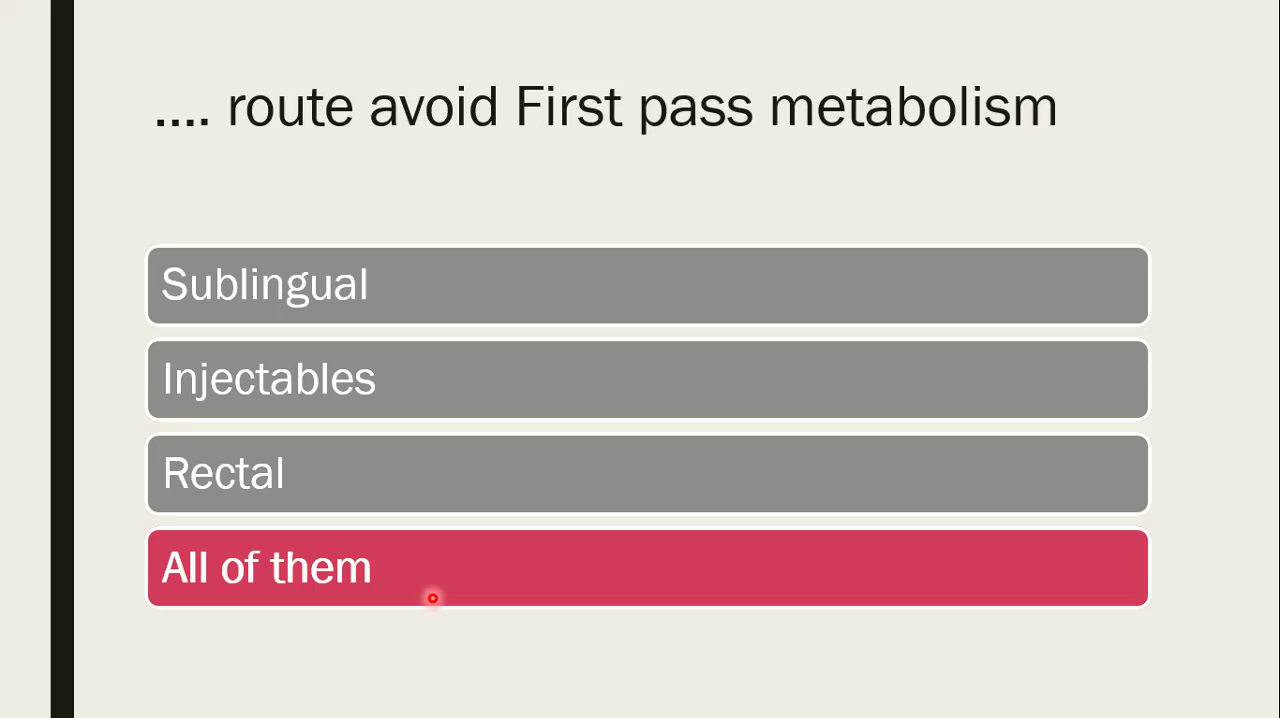 .... route avoid First pass metabolism
Sublingual
Injectables
Rectal
All of them